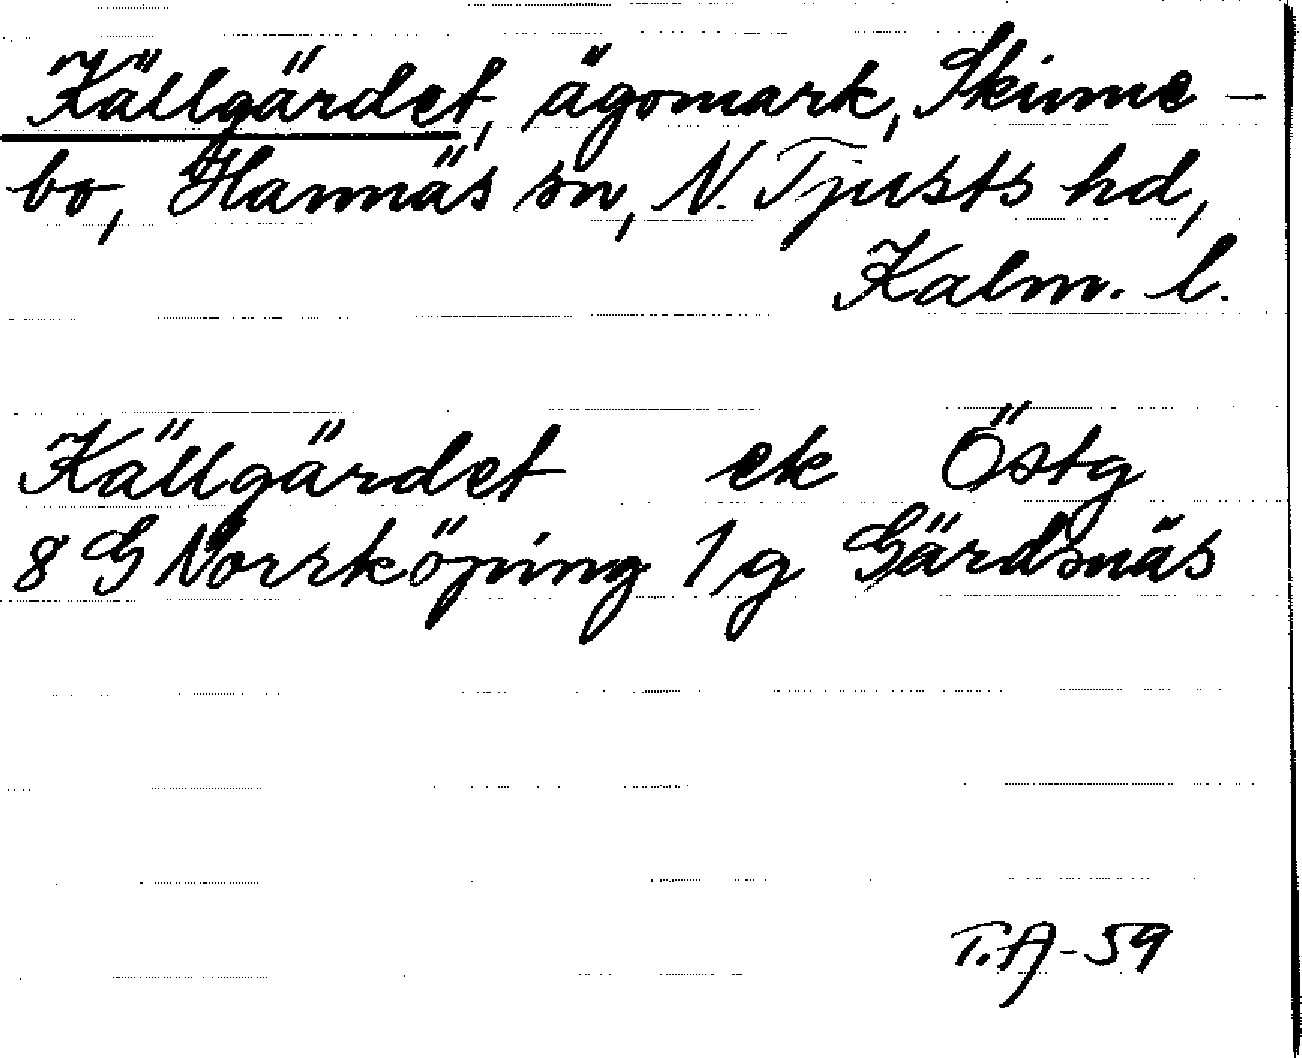 Källgärdet, ägomark, Skinne-
bo, Hannäs sn, N. Tjusts hd,
Kalm. l.
Källgärdet ek Östg
8 G Norrköping 1 g Gärdsnäs
T.A-59